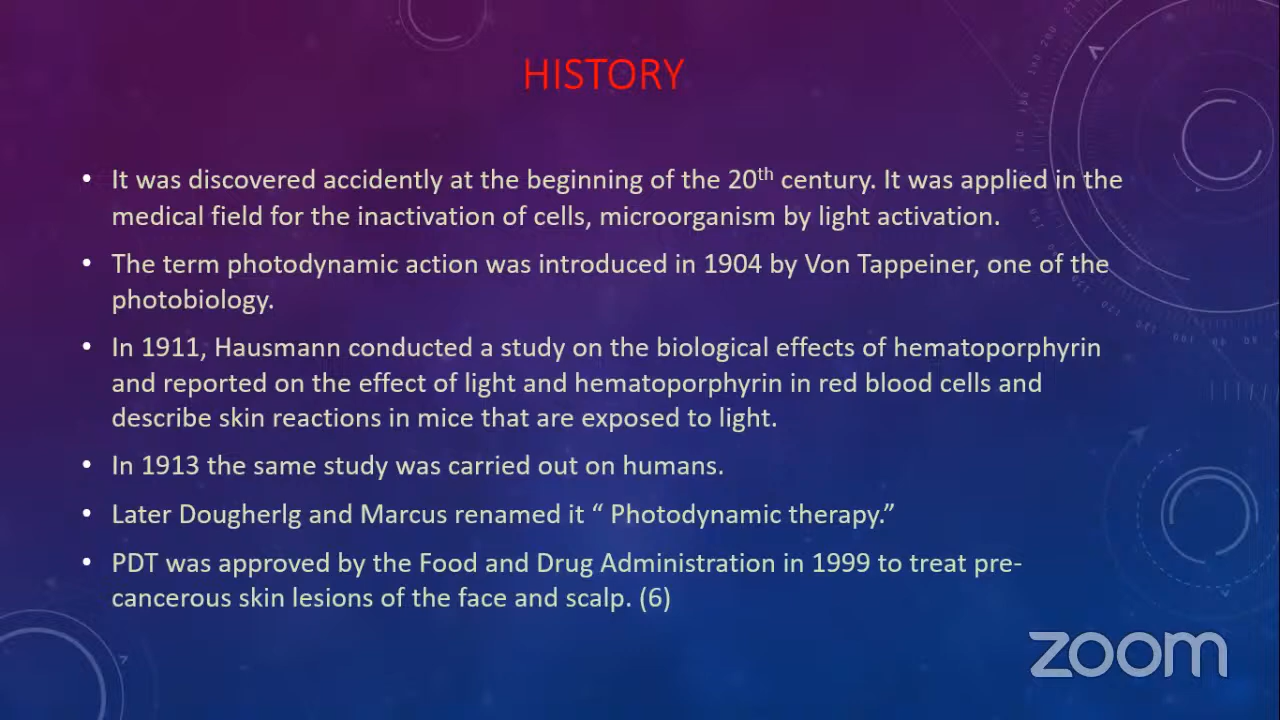 HISTORY
• It was discovered accidently at the beginning of the 20th century. It was applied in the
medical field for the inactivation of cells, microorganism by light activation.
• The term photodynamic action was introduced in 1904 by Von Tappeiner, one of the
photobiology.
• In 1911, Hausmann conducted a study on the biological effects of hematoporphyrin
and reported on the effect of light and hematoporphyrin in red blood cells and
describe skin reactions in mice that are exposed to light.
• In 1913 the same study was carried out on humans.
• Later Dougherlg and Marcus renamed it “ Photodynamic therapy.”
• PDT was approved by the Food and Drug Administration in 1999 to treat pre-
cancerous skin lesions of the face and scalp. (6)
zoom